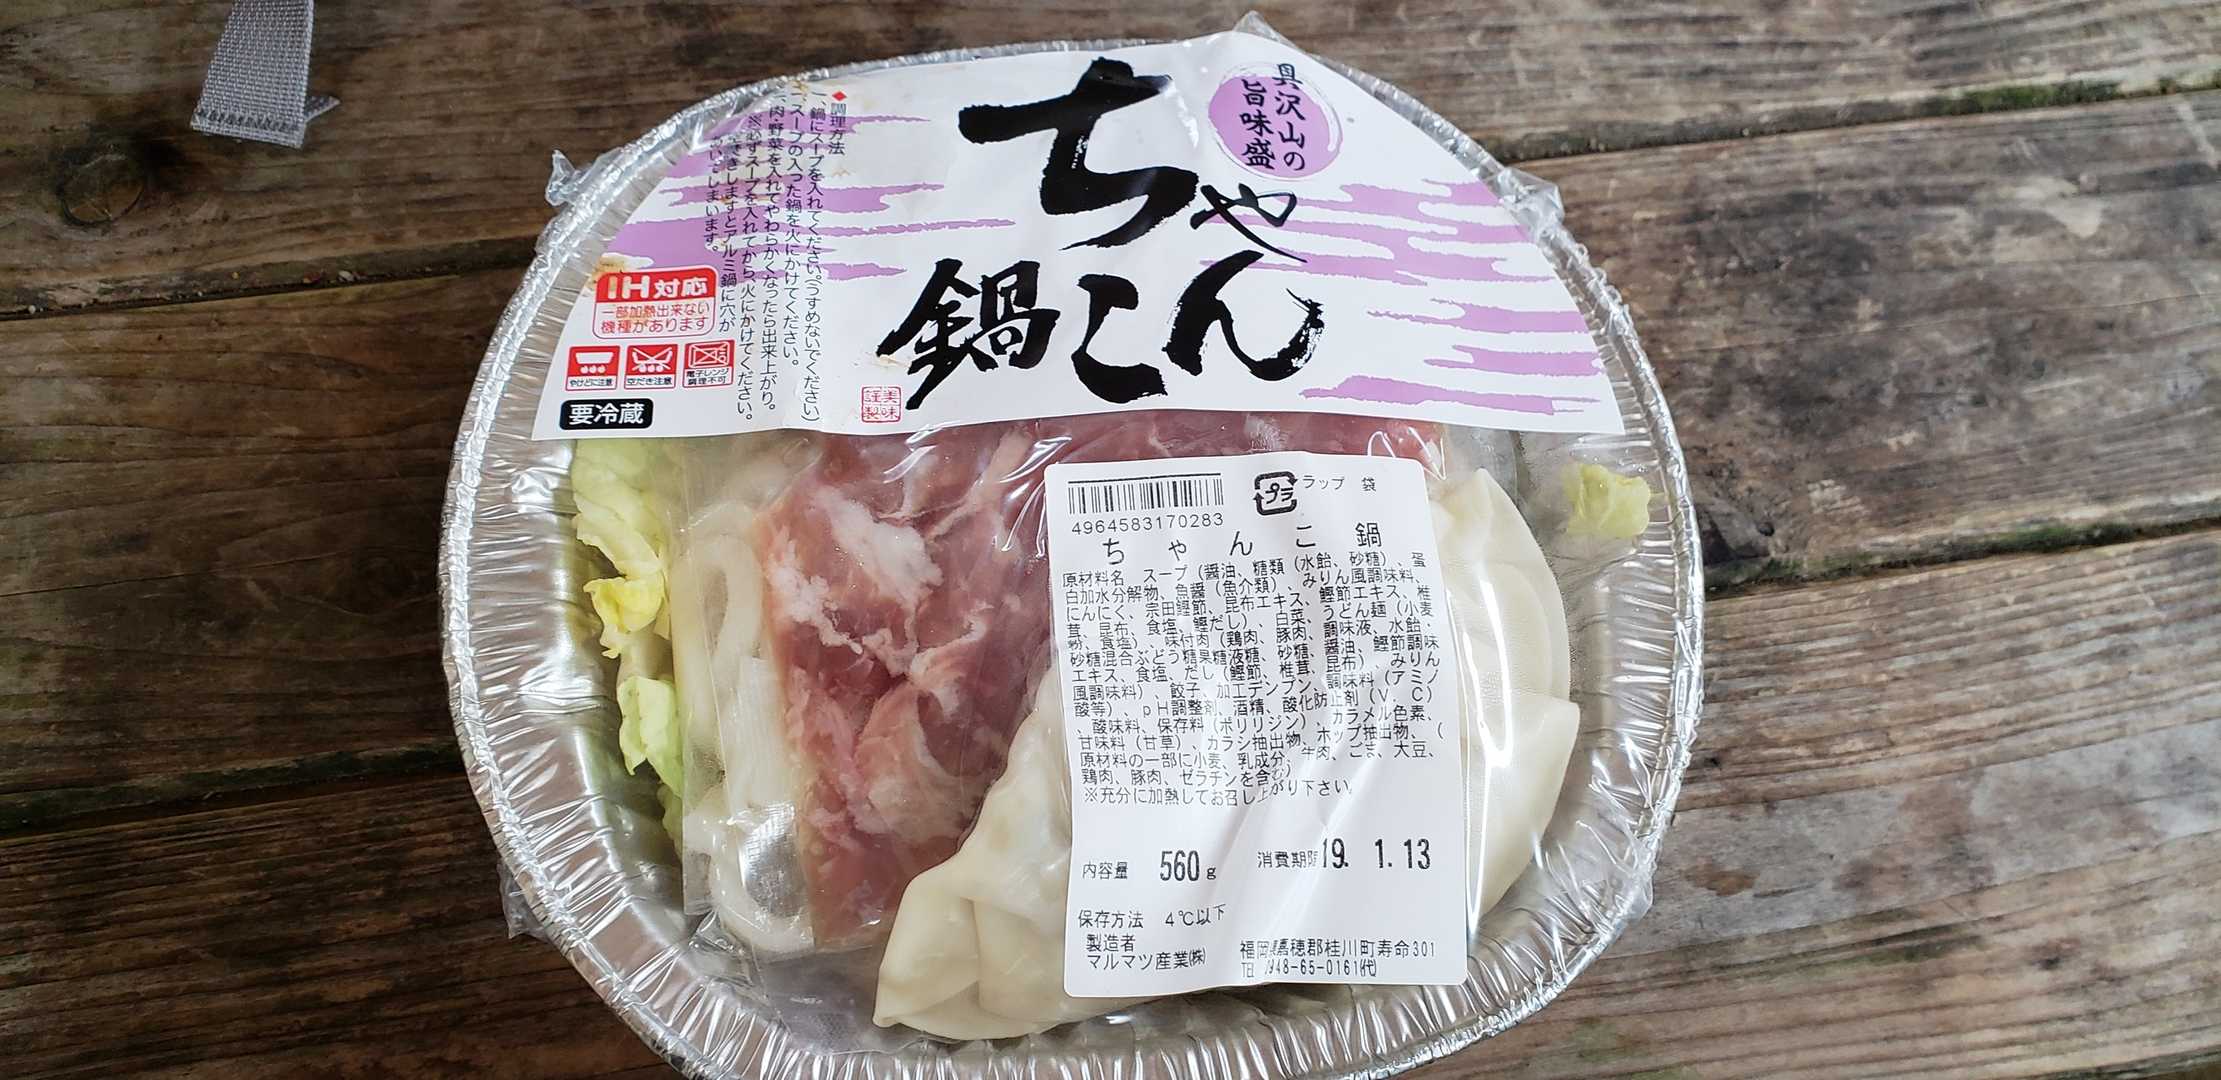 具沢山の
旨味盛
ちゃんこ鍋
美味
謹製
◆調理方法
一、鍋にスープを入れてください。(うすめないでください)
スープの入った鍋を火にかけてください。
肉・野菜を入れてやわらかくなったら出来上がり。
※必ずスープを入れてから、火にかけてください。
きしますとアルミ鍋に穴が
しまいます。
IH対応
一部加熱出来ない
機種があります
やけどに注意
空だき注意
電子レンジ
調理不可
要冷蔵
4964583170283
プラ
ラップ 袋
ちゃんこ鍋
原材料名 スープ(醤油、糖類(水飴、砂糖)、蛋
白加水分解物、魚醤(魚介類)、みりん風調味料、
にんにく、宗田鰹節、昆布エキス、鰹節エキス、椎
茸、昆布、食塩、鰹だし)、白菜、うどん麺(小麦
粉、食塩)、味付肉(鶏肉、豚肉、調味液、水飴・
砂糖混合ぶどう糖果糖液糖、砂糖、醤油、鰹節調味
エキス、食塩、だし(鰹節、椎茸、昆布)、みりん
風調味料)、餃子、加工デンプン、調味料(アミノ
酸等)、pH調整剤、酒精、酸化防止剤(V.C)
、酸味料、保存料(ポリリジン)、カラメル色素、
甘味料(甘草)、カラシ抽出物、ホップ抽出物、(
原材料の一部に小麦、乳成分、牛肉、ごま、大豆、
鶏肉、豚肉、ゼラチンを含む)
※充分に加熱してお召し上がり下さい。
内容量 560g 消費期限 19. 1.13
保存方法 4℃以下
製造者
マルマツ産業㈱ 福岡県嘉穂郡桂川町寿命301
TEL 0948-65-0161㈹